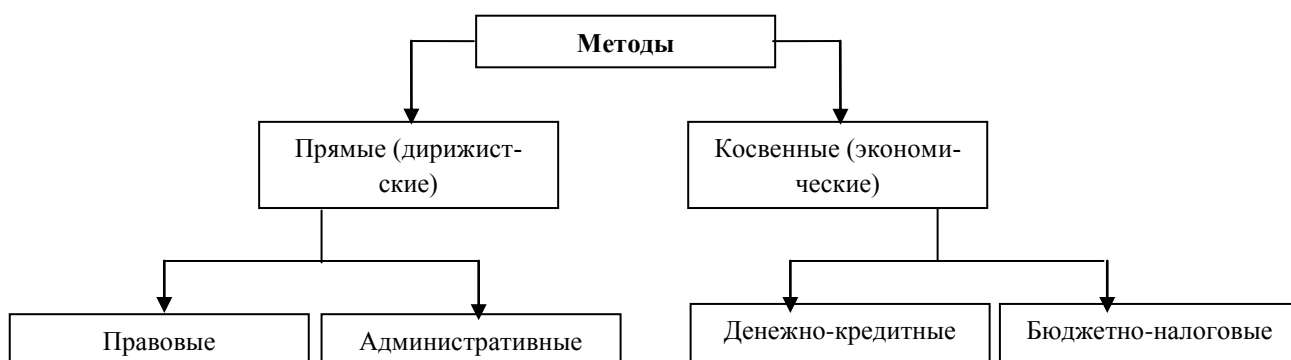 Методы
Прямые (дирижист-
ские)
Косвенные (экономи-
ческие)
Правовые
Административные
Денежно-кредитные
Бюджетно-налоговые